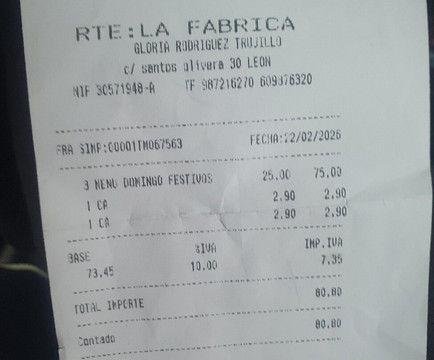 RTE:LA FABRICA
GLORIA RODRIGUEZ TRUJILLO
c/ santos olivera 30 LEON
NIF 30571948-A TF 987216270 609876320
FRA SIMP:C0001TM067563 FECHA:22/02/2026
3 MENU DOMINGO FESTIVOS 25,00 75,00
1 CA 2.90 2,90
1 CA 2.90 2.90
BASE %IVA IMP.IVA
73.45 10.00 7.35
TOTAL IMPORTE 80,80
Contado 80,80